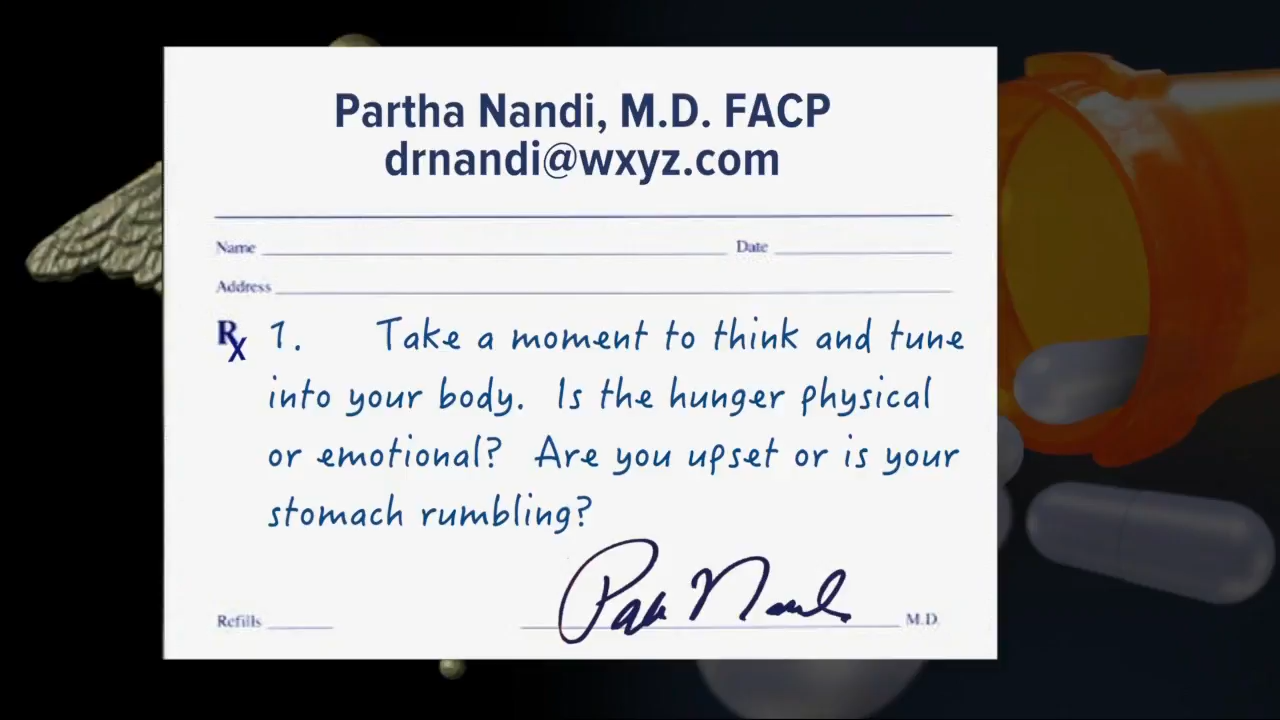 Partha Nandi, M.D. FACP
drnandi@wxyz.com
Name Date
Address
Rx 1. Take a moment to think and tune
into your body. Is the hunger physical
or emotional? Are you upset or is your
stomach rumbling?
Refills M.D.